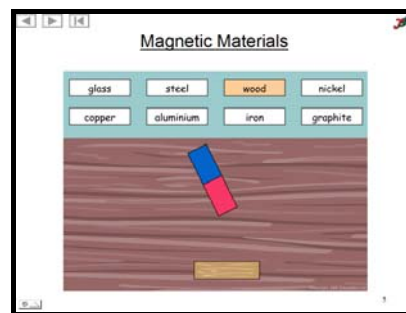 Magnetic Materials
glass steel wood nickel
copper aluminium iron graphite